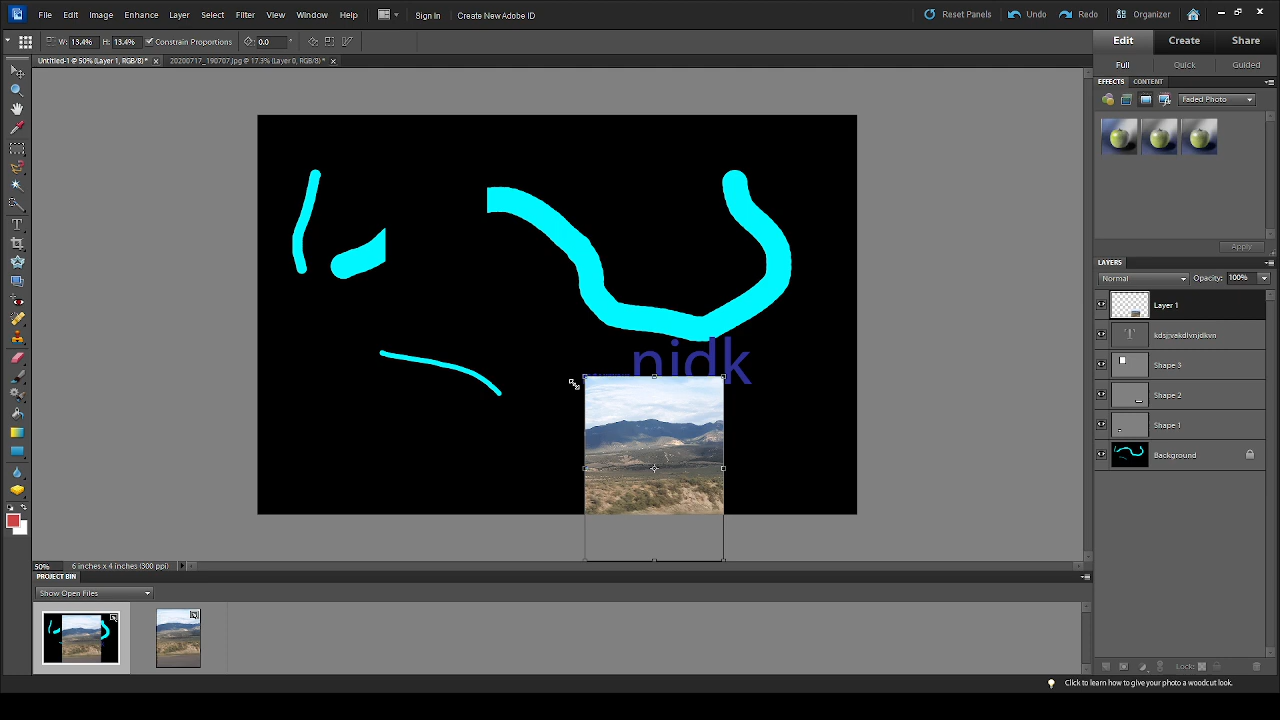 File Edit Image Enhance Layer Select Filter View Window Help Sign In Create New Adobe ID Reset Panels Undo Redo Organizer
W: 13.4% H: 13.4% Constrain Proportions 0.0 Edit Create Share
Untitled-1 @ 50% (Layer 1, RGB/8) * 20200717_190707.jpg @ 17.3% (Layer 0, RGB/8) * Full Quick Guided
EFFECTS CONTENT
Faded Photo
Apply
LAYERS
Normal Opacity: 100%
Layer 1
kdsjvakdlvnjdkvn
Shape 3
njdk
Shape 2
Shape 1
Background
50% 6 inches x 4 inches (300 ppi)
PROJECT BIN
Show Open Files
Lock:
Click to learn how to give your photo a woodcut look.